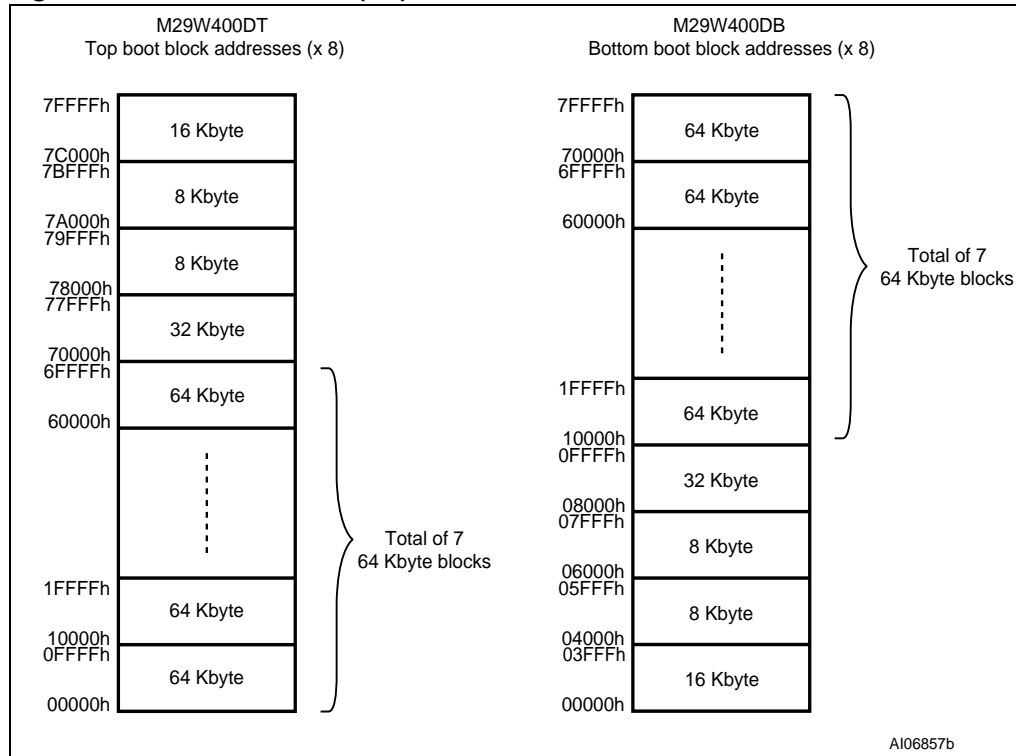 M29W400DT
Top boot block addresses (x 8)
7FFFFh
16 Kbyte
7C000h
7BFFFh
8 Kbyte
7A000h
79FFFh
8 Kbyte
78000h
77FFFh
32 Kbyte
70000h
6FFFFh
64 Kbyte
60000h
Total of 7
64 Kbyte blocks
1FFFFh
64 Kbyte
10000h
0FFFFh
64 Kbyte
00000h
M29W400DB
Bottom boot block addresses (x 8)
7FFFFh
64 Kbyte
70000h
6FFFFh
64 Kbyte
60000h
Total of 7
64 Kbyte blocks
1FFFFh
64 Kbyte
10000h
0FFFFh
32 Kbyte
08000h
07FFFh
8 Kbyte
06000h
05FFFh
8 Kbyte
04000h
03FFFh
16 Kbyte
00000h
AI06857b